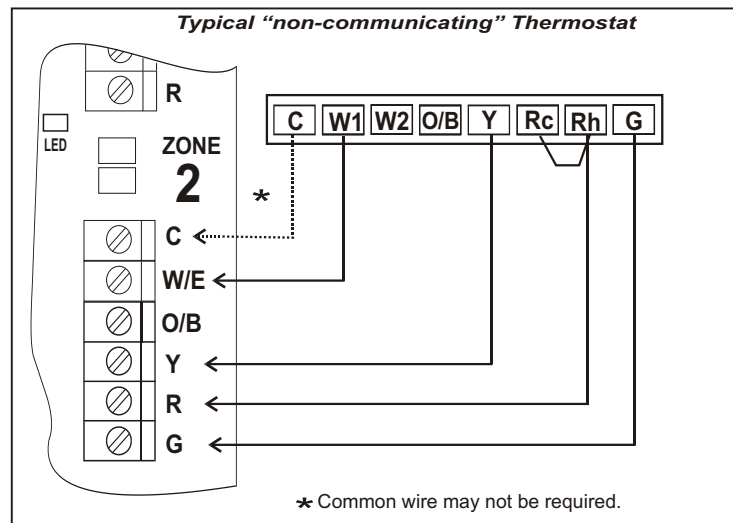 Typical “non-communicating” Thermostat
R
LED
ZONE
2
C W1 W2 O/B Y Rc Rh G
*
C
W/E
O/B
Y
R
G
* Common wire may not be required.